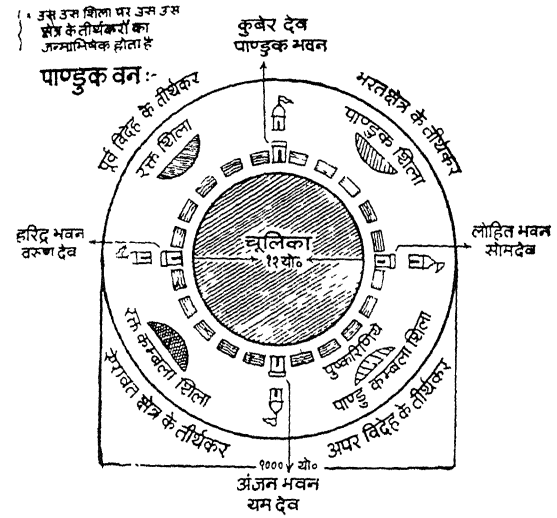 उस उस शिला पर उस उस
क्षेत्र के तीर्थंकरों का
जन्माभिषेक होता है
पाण्डुक वन :-
कुबेर देव
पाण्डुक भवन
पूर्व विदेह के तीर्थंकर
भरतक्षेत्र के तीर्थंकर
रक्त शिला
पाण्डुक शिला
हरिद्र भवन
वरुण देव
चूलिका
१२ यो०
लोहित भवन
सोमदेव
रक्त कम्बला शिला
पुष्करिणियें
पाण्डु कम्बला शिला
ऐरावत क्षेत्र के तीर्थंकर
अपर विदेह के तीर्थंकर
१००० यो०
अंजन भवन
यम देव